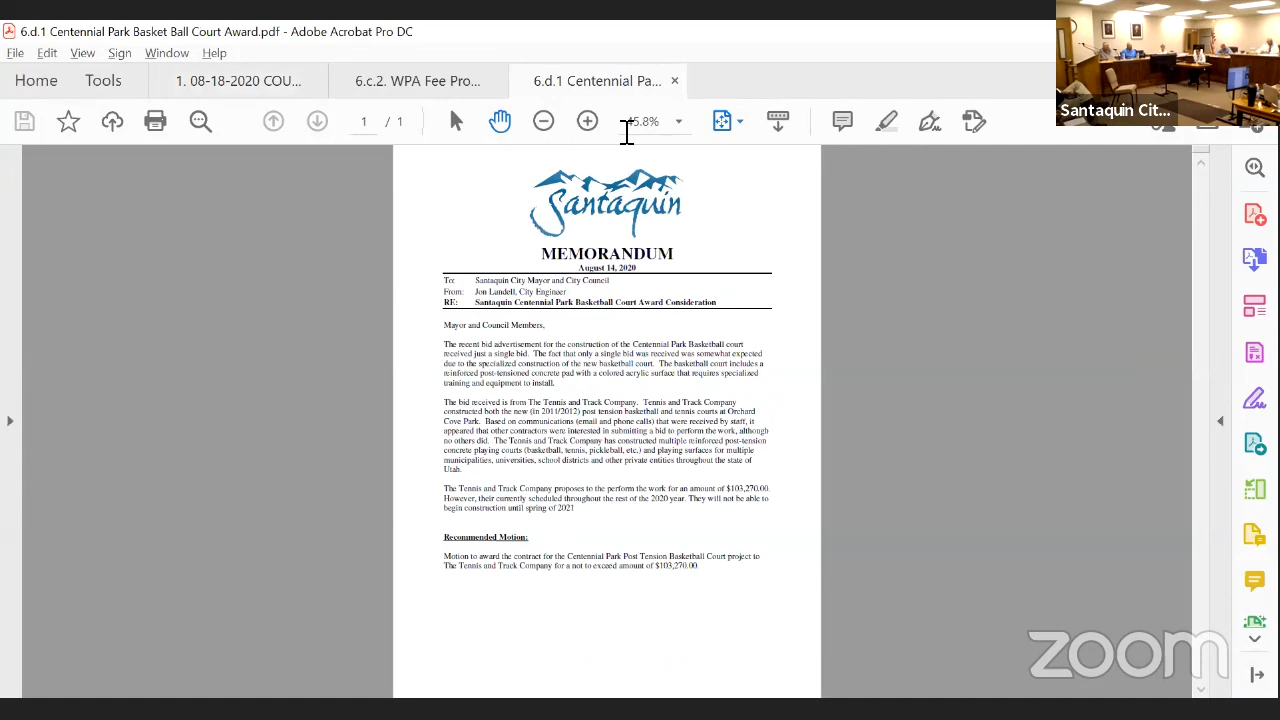 6.d.1 Centennial Park Basket Ball Court Award.pdf - Adobe Acrobat Pro DC
File Edit View Sign Window Help
Home Tools 1. 08-18-2020 COU... 6.c.2. WPA Fee Pro... 6.d.1 Centennial Pa... ×
/ 1
Santaquin Cit...
Santaquin
MEMORANDUM
August 14, 2020
To: Santaquin City Mayor and City Council
From: Jon Lundell, City Engineer
RE: Santaquin Centennial Park Basketball Court Award Consideration
Mayor and Council Members,
The recent bid advertisement for the construction of the Centennial Park Basketball court
received just a single bid. The fact that only a single bid was received was somewhat expected
due to the specialized construction of the new basketball court. The basketball court includes a
reinforced post-tensioned concrete pad with a colored acrylic surface that requires specialized
training and equipment to install.
The bid received is from The Tennis and Track Company. Tennis and Track Company
constructed both the new (in 2011/2012) post tension basketball and tennis courts at Orchard
Cove Park. Based on communications (email and phone calls) that were received by staff, it
appeared that other contractors were interested in submitting a bid to perform the work, although
no others did. The Tennis and Track Company has constructed multiple reinforced post-tension
concrete playing courts (basketball, tennis, pickleball, etc.) and playing surfaces for multiple
municipalities, universities, school districts and other private entities throughout the state of
Utah.
The Tennis and Track Company proposes to the perform the work for an amount of $103,270.00.
However, their currently scheduled throughout the rest of the 2020 year. They will not be able to
begin construction until spring of 2021
Recommended Motion:
Motion to award the contract for the Centennial Park Post Tension Basketball Court project to
The Tennis and Track Company for a not to exceed amount of $103,270.00.
zoom